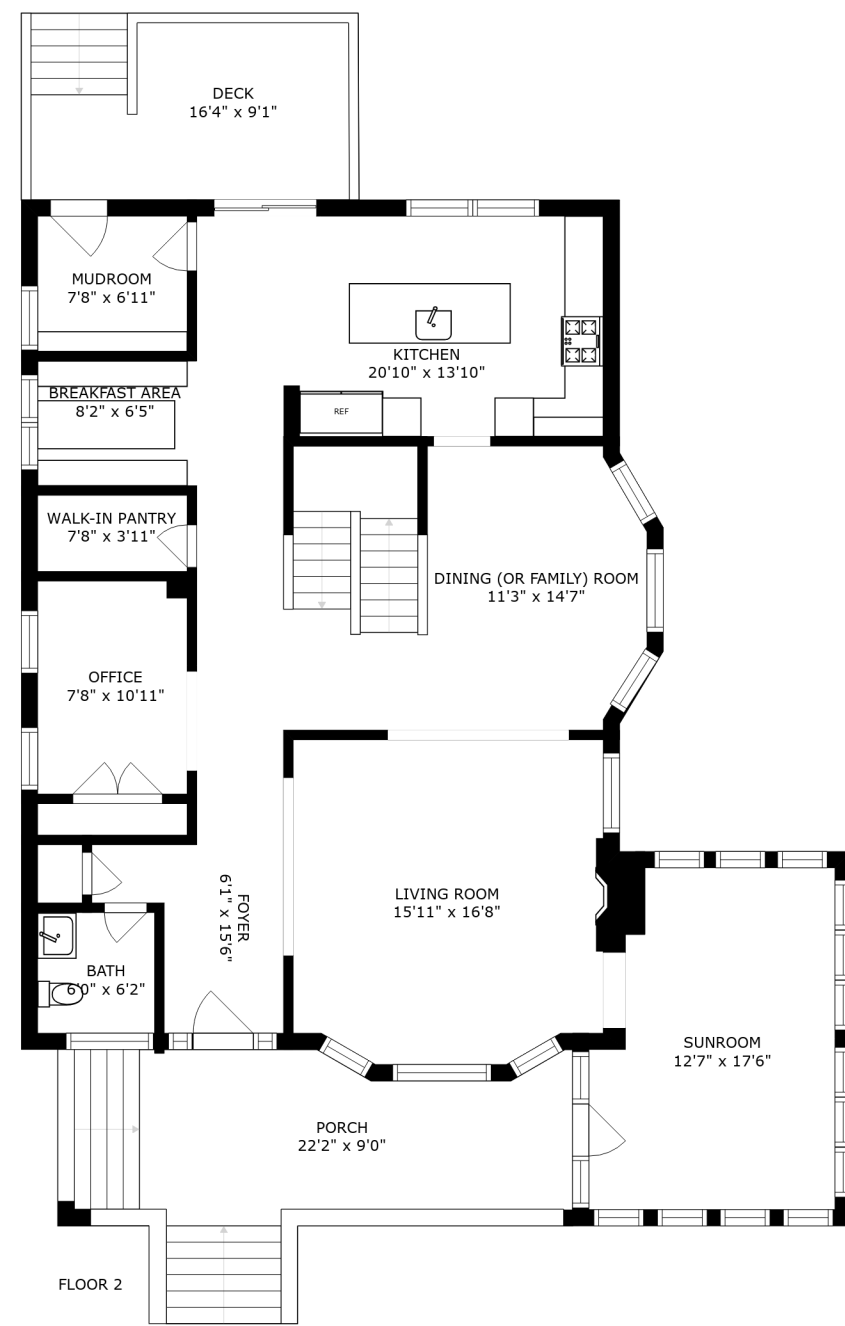 DECK
16'4" x 9'1"
MUDROOM
7'8" x 6'11"
KITCHEN
20'10" x 13'10"
BREAKFAST AREA
8'2" x 6'5"
REF
WALK-IN PANTRY
7'8" x 3'11"
DINING (OR FAMILY) ROOM
11'3" x 14'7"
OFFICE
7'8" x 10'11"
FOYER
6'1" x 15'6"
LIVING ROOM
15'11" x 16'8"
BATH
6'0" x 6'2"
SUNROOM
12'7" x 17'6"
PORCH
22'2" x 9'0"
FLOOR 2